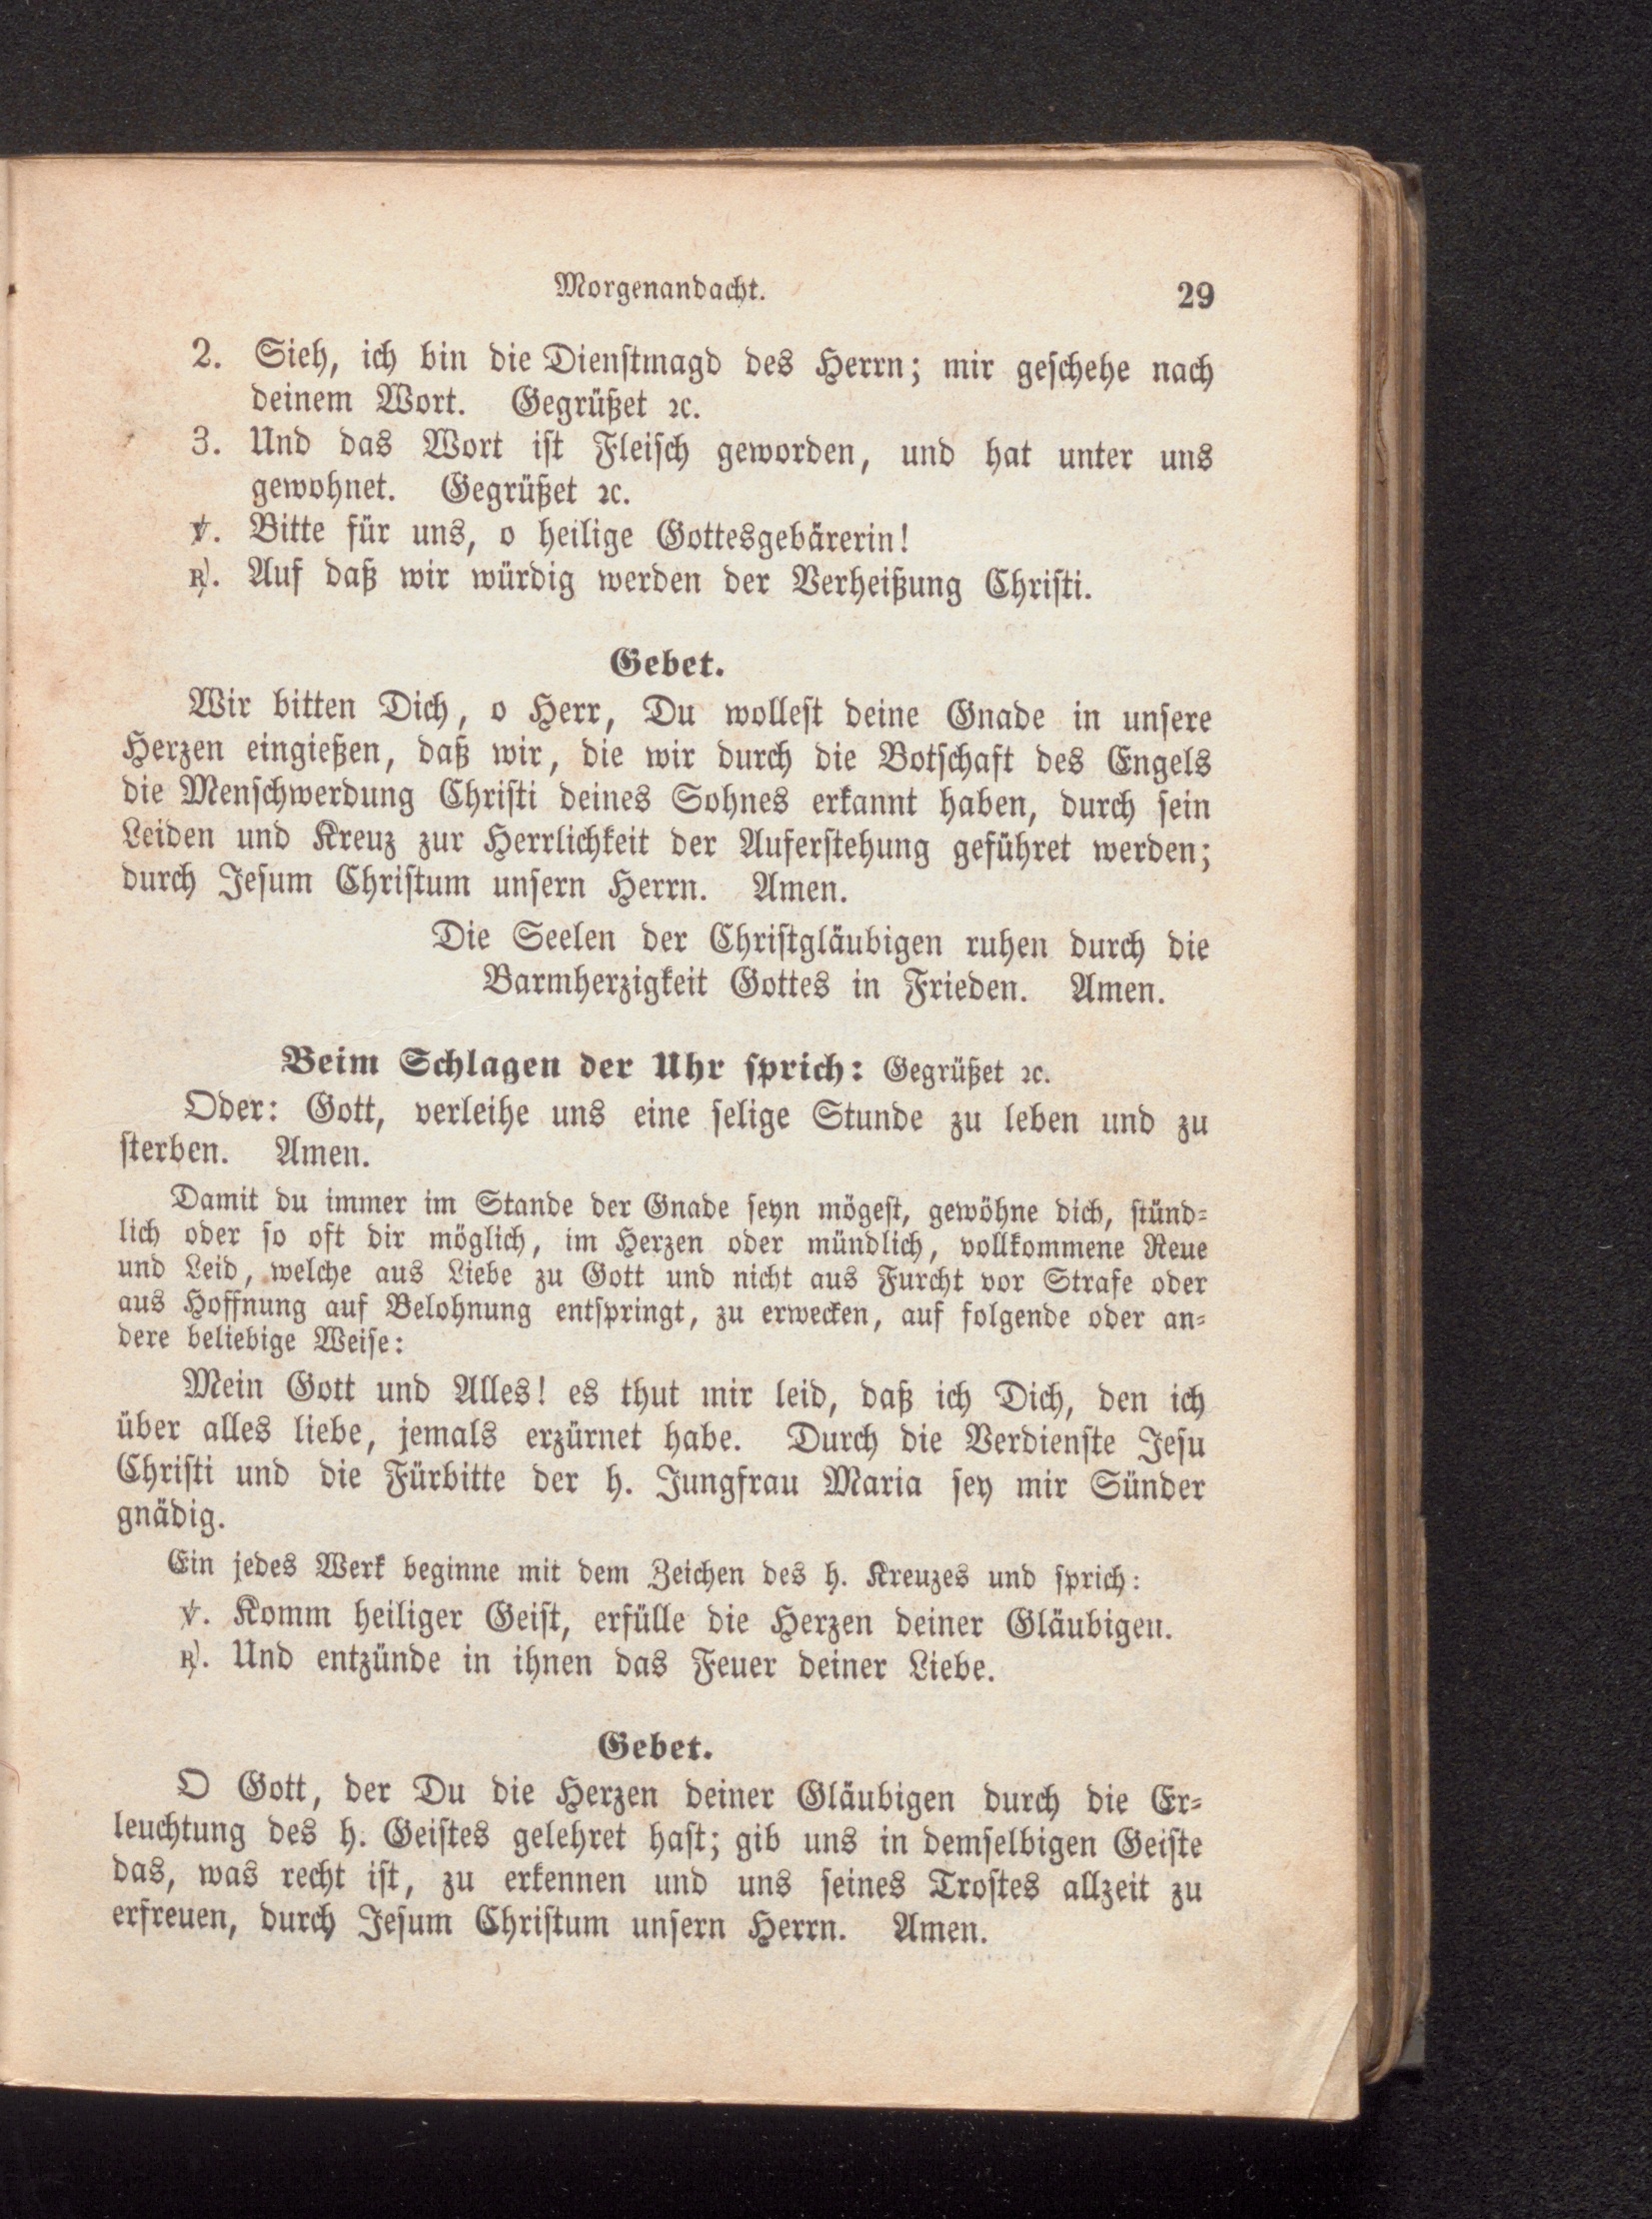 Morgenandacht. 29
2. Sieh, ich bin die Dienstmagd des Herrn; mir geschehe nach
deinem Wort. Gegrüßet ꝛc.
3. Und das Wort ist Fleisch geworden, und hat unter uns
gewohnet. Gegrüßet ꝛc.
℣. Bitte für uns, o heilige Gottesgebärerin!
℟. Auf daß wir würdig werden der Verheißung Christi.
Gebet.
Wir bitten Dich, o Herr, Du wollest deine Gnade in unsere
Herzen eingießen, daß wir, die wir durch die Botschaft des Engels
die Menschwerdung Christi deines Sohnes erkannt haben, durch sein
Leiden und Kreuz zur Herrlichkeit der Auferstehung geführet werden;
durch Jesum Christum unsern Herrn. Amen.
Die Seelen der Christgläubigen ruhen durch die
Barmherzigkeit Gottes in Frieden. Amen.
Beim Schlagen der Uhr sprich: Gegrüßet ꝛc.
Oder: Gott, verleihe uns eine selige Stunde zu leben und zu
sterben. Amen.
Damit du immer im Stande der Gnade seyn mögest, gewöhne dich, stünd-
lich oder so oft dir möglich, im Herzen oder mündlich, vollkommene Reue
und Leid, welche aus Liebe zu Gott und nicht aus Furcht vor Strafe oder
aus Hoffnung auf Belohnung entspringt, zu erwecken, auf folgende oder an-
dere beliebige Weise:
Mein Gott und Alles! es thut mir leid, daß ich Dich, den ich
über alles liebe, jemals erzürnet habe. Durch die Verdienste Jesu
Christi und die Fürbitte der h. Jungfrau Maria sey mir Sünder
gnädig.
Ein jedes Werk beginne mit dem Zeichen des h. Kreuzes und sprich:
℣. Komm heiliger Geist, erfülle die Herzen deiner Gläubigen.
℟. Und entzünde in ihnen das Feuer deiner Liebe.
Gebet.
O Gott, der Du die Herzen deiner Gläubigen durch die Er-
leuchtung des h. Geistes gelehret hast; gib uns in demselbigen Geiste
das, was recht ist, zu erkennen und uns seines Trostes allzeit zu
erfreuen, durch Jesum Christum unsern Herrn. Amen.